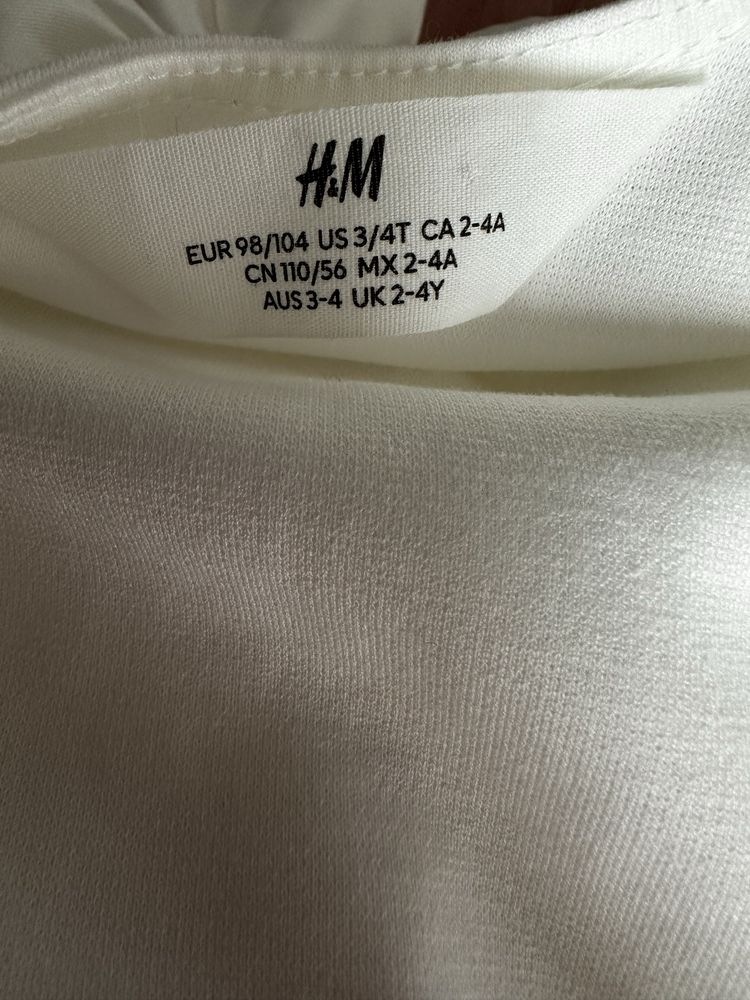 H&M
EUR 98/104 US 3/4T CA 2-4A
CN 110/56 MX 2-4A
AUS 3-4 UK 2-4Y